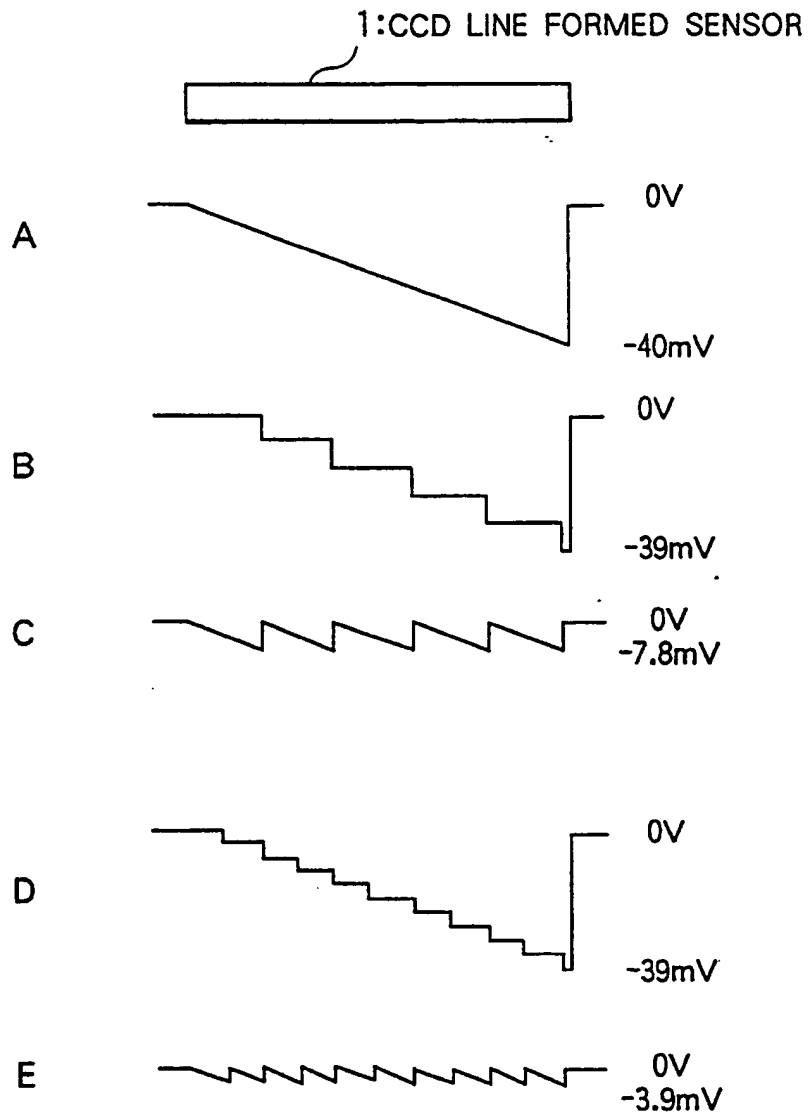 1:CCD LINE FORMED SENSOR
A
0V
-40mV
B
0V
-39mV
C
0V
-7.8mV
D
0V
-39mV
E
0V
-3.9mV